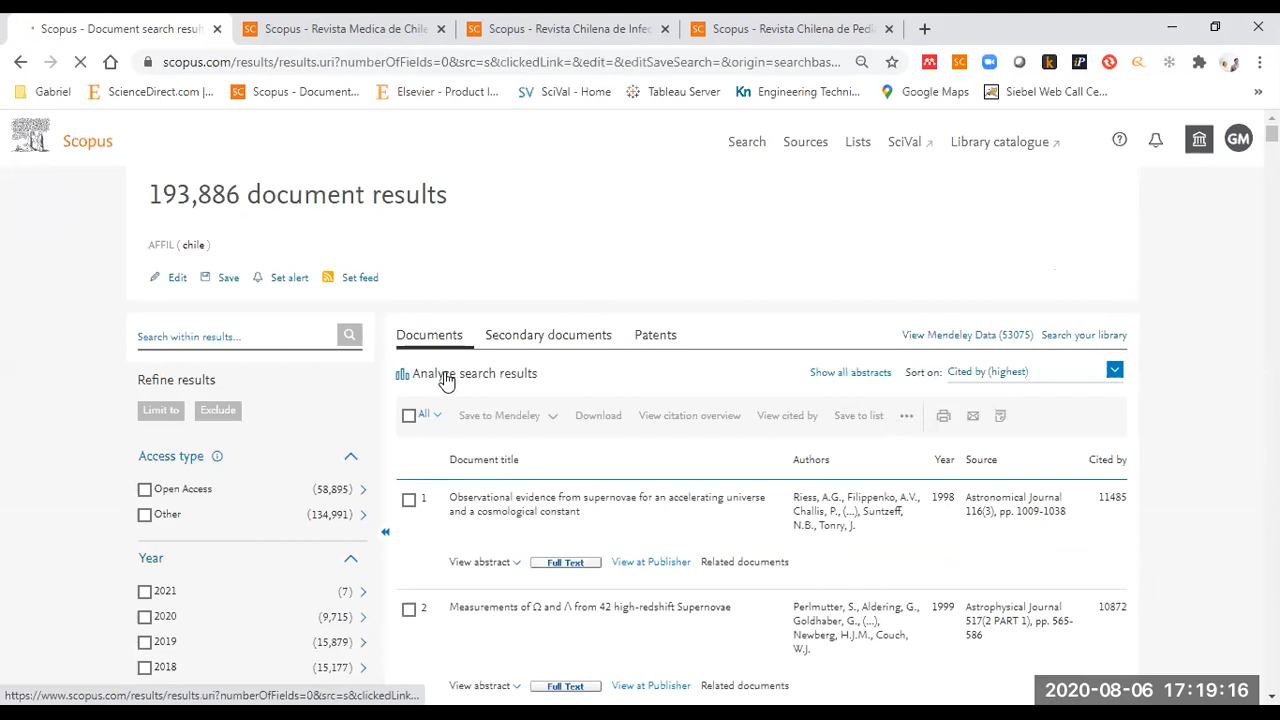 Scopus - Document search resul
Scopus - Revista Medica de Chile
Scopus - Revista Chilena de Infec
Scopus - Revista Chilena de Pedi
scopus.com/results/results.uri?numberOfFields=0&src=s&clickedLink=&edit=&editSaveSearch=&origin=searchbas...
Gabriel
ScienceDirect.com |...
Scopus - Document...
Elsevier - Product I...
SV SciVal - Home
Tableau Server
Kn Engineering Techni...
Google Maps
Siebel Web Call Ce...
Scopus
Search
Sources
Lists
SciVal
Library catalogue
GM
193,886 document results
AFFIL ( chile )
Edit
Save
Set alert
Set feed
Search within results...
Refine results
Limit to
Exclude
Access type
Open Access (58,895)
Other (134,991)
Year
2021 (7)
2020 (9,715)
2019 (15,879)
2018 (15,177)
Documents
Secondary documents
Patents
View Mendeley Data (53075)
Search your library
Analyze search results
Show all abstracts
Sort on: Cited by (highest)
All
Save to Mendeley
Download
View citation overview
View cited by
Save to list
...
Document title
Authors
Year
Source
Cited by
1
Observational evidence from supernovae for an accelerating universe
and a cosmological constant
Riess, A.G., Filippenko, A.V.,
Challis, P., (...), Suntzeff,
N.B., Tonry, J.
1998
Astronomical Journal
116(3), pp. 1009-1038
11485
View abstract
Full Text
View at Publisher
Related documents
2
Measurements of Ω and Λ from 42 high-redshift Supernovae
Perlmutter, S., Aldering, G.,
Goldhaber, G., (...),
Newberg, H.J.M., Couch,
W.J.
1999
Astrophysical Journal
517(2 PART 1), pp. 565-
586
10872
View abstract
Full Text
View at Publisher
Related documents
https://www.scopus.com/results/results.uri?numberOfFields=0&src=s&clickedLink...
2020-08-06 17:19:16